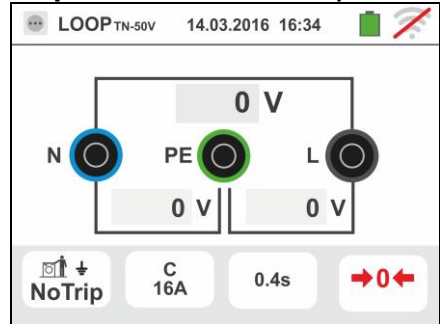 LOOP TN-50V 14.03.2016 16:34
0 V
N PE L
0 V 0 V
NoTrip C 16A 0.4s →0←